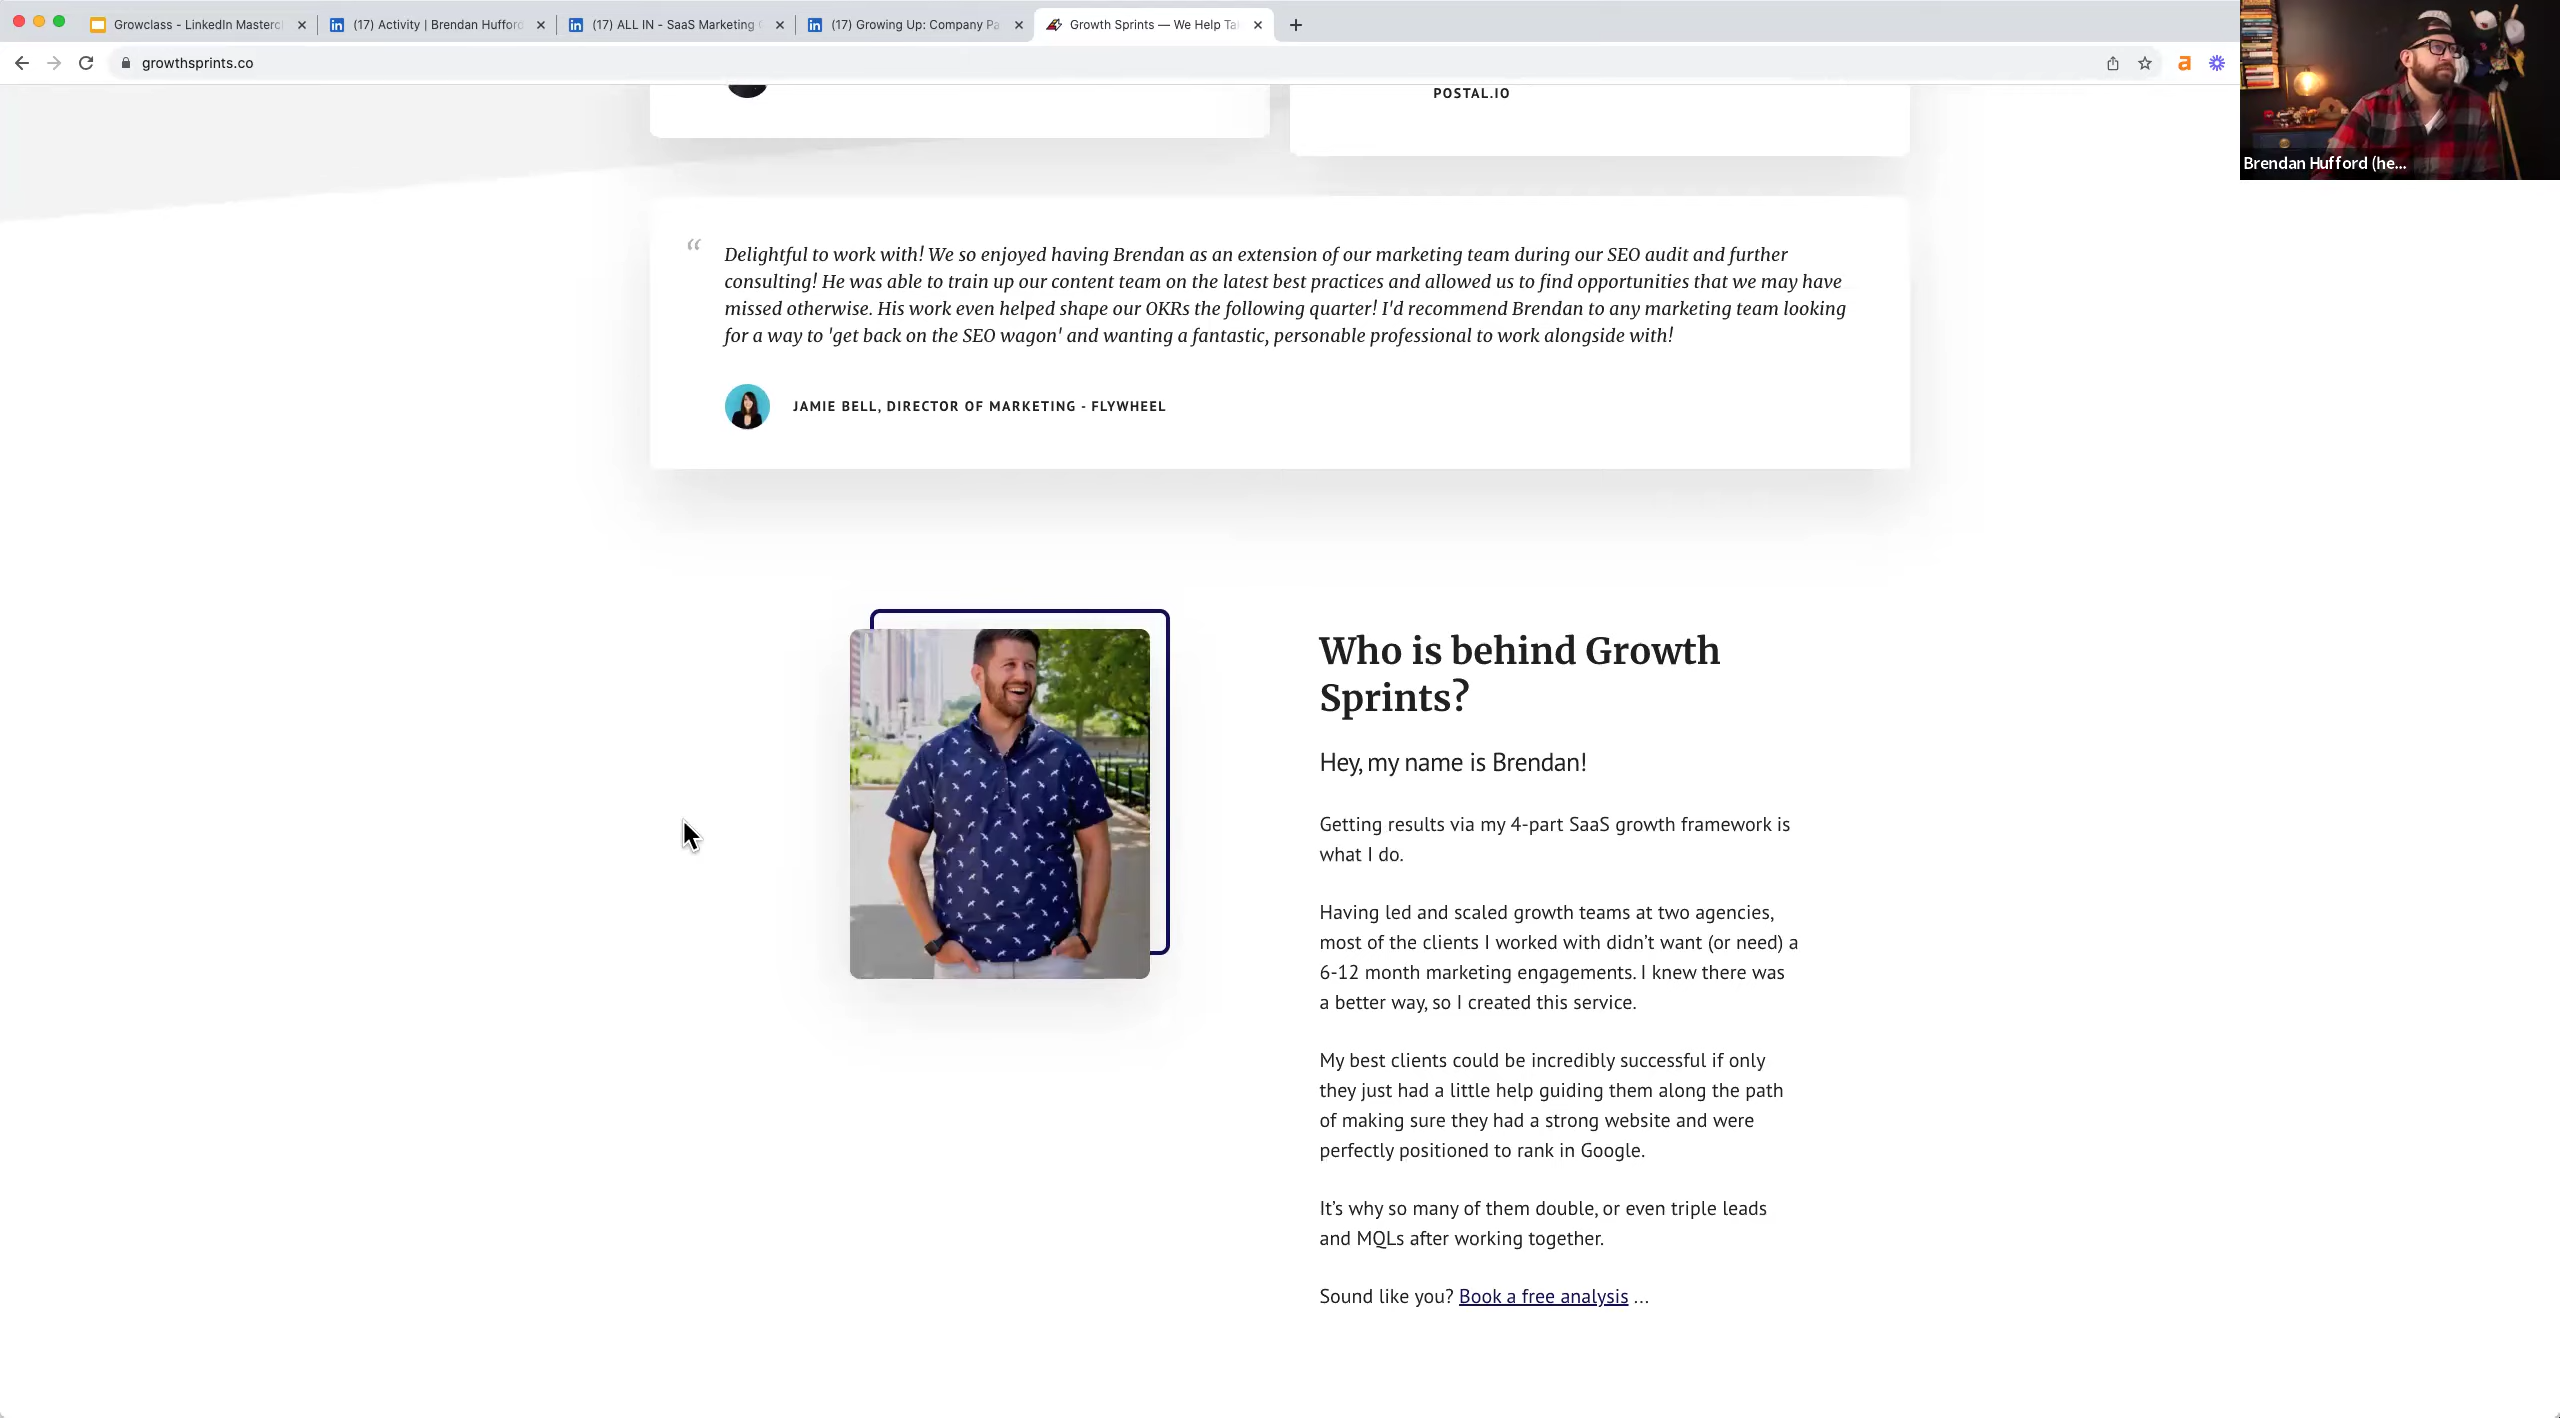 Growclass - LinkedIn Masterc
(17) Activity | Brendan Hufford
(17) ALL IN - SaaS Marketing
(17) Growing Up: Company Pa
Growth Sprints — We Help Ta
growthsprints.co
Brendan Hufford (he...
POSTAL.IO
“
Delightful to work with! We so enjoyed having Brendan as an extension of our marketing team during our SEO audit and further
consulting! He was able to train up our content team on the latest best practices and allowed us to find opportunities that we may have
missed otherwise. His work even helped shape our OKRs the following quarter! I'd recommend Brendan to any marketing team looking
for a way to 'get back on the SEO wagon' and wanting a fantastic, personable professional to work alongside with!
JAMIE BELL, DIRECTOR OF MARKETING - FLYWHEEL
Who is behind Growth
Sprints?
Hey, my name is Brendan!
Getting results via my 4-part SaaS growth framework is
what I do.
Having led and scaled growth teams at two agencies,
most of the clients I worked with didn’t want (or need) a
6-12 month marketing engagements. I knew there was
a better way, so I created this service.
My best clients could be incredibly successful if only
they just had a little help guiding them along the path
of making sure they had a strong website and were
perfectly positioned to rank in Google.
It’s why so many of them double, or even triple leads
and MQLs after working together.
Sound like you? Book a free analysis ...